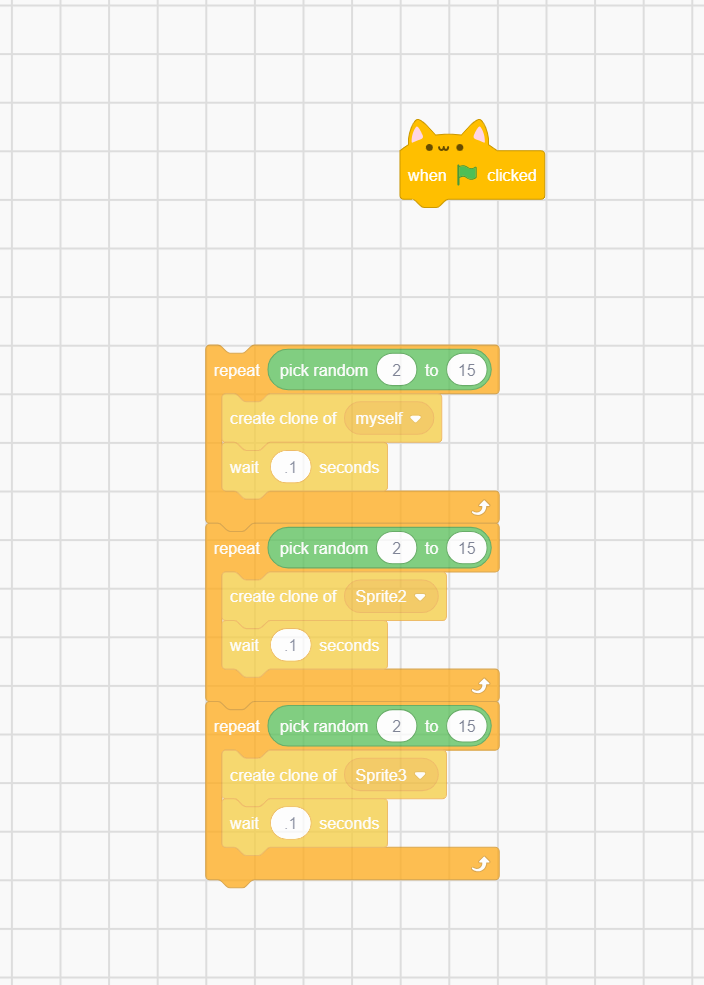 when clicked
repeat pick random 2 to 15
create clone of myself
wait .1 seconds
repeat pick random 2 to 15
create clone of Sprite2
wait .1 seconds
repeat pick random 2 to 15
create clone of Sprite3
wait .1 seconds